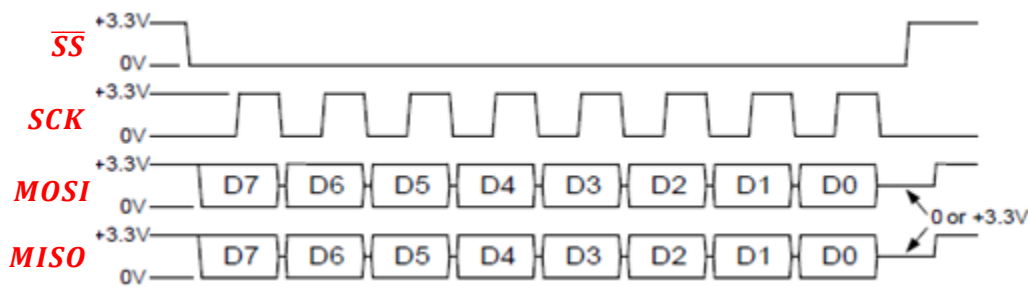 +3.3V
S̅S̅
0V
+3.3V
SCK
0V
+3.3V
MOSI D7 D6 D5 D4 D3 D2 D1 D0
0V
0 or +3.3V
+3.3V
MISO D7 D6 D5 D4 D3 D2 D1 D0
0V